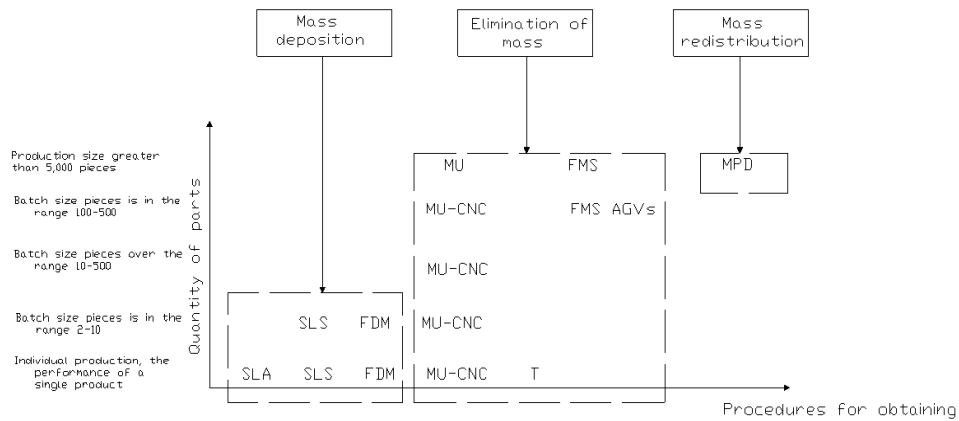 Mass
deposition
Elimination of
mass
Mass
redistribution
Production size greater
than 5,000 pieces
MU FMS MPD
Batch size pieces is in the
range 100-500
MU-CNC FMS AGVs
Batch size pieces over the
range 10-500
MU-CNC
Batch size pieces is in the
range 2-10
SLS FDM MU-CNC
Individual production, the
performance of a
single product
SLA SLS FDM MU-CNC T
Quantity of parts
Procedures for obtaining